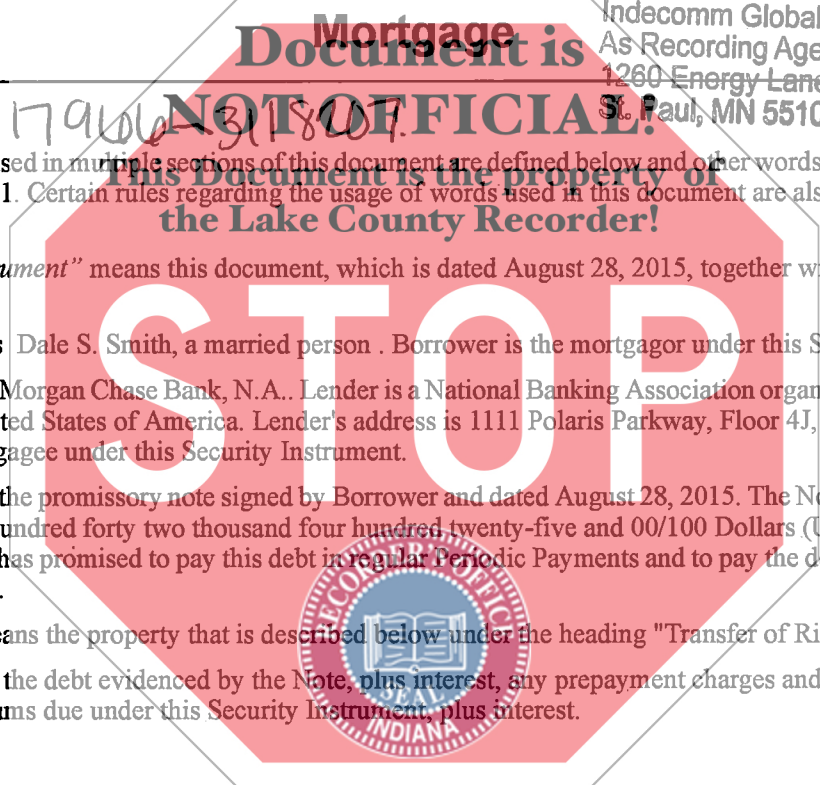 Mortgage
Indecomm Global
As Recording Age
1260 Energy Lane
St. Paul, MN 5510
Document is
NOT OFFICIAL!
This Document is the property of
the Lake County Recorder!
sed in multiple sections of this document are defined below and other words
1. Certain rules regarding the usage of words used in this document are als
ument” means this document, which is dated August 28, 2015, together w
s Dale S. Smith, a married person . Borrower is the mortgagor under this S
Morgan Chase Bank, N.A.. Lender is a National Banking Association organ
ted States of America. Lender's address is 1111 Polaris Parkway, Floor 4J,
gagee under this Security Instrument.
the promissory note signed by Borrower and dated August 28, 2015. The No
undred forty two thousand four hundred twenty-five and 00/100 Dollars (U
has promised to pay this debt in regular Periodic Payments and to pay the d
eans the property that is described below under the heading "Transfer of Ri
the debt evidenced by the Note, plus interest, any prepayment charges and
ms due under this Security Instrument, plus interest.
STOP
RECORDER'S OFFICE
SEAL
INDIANA